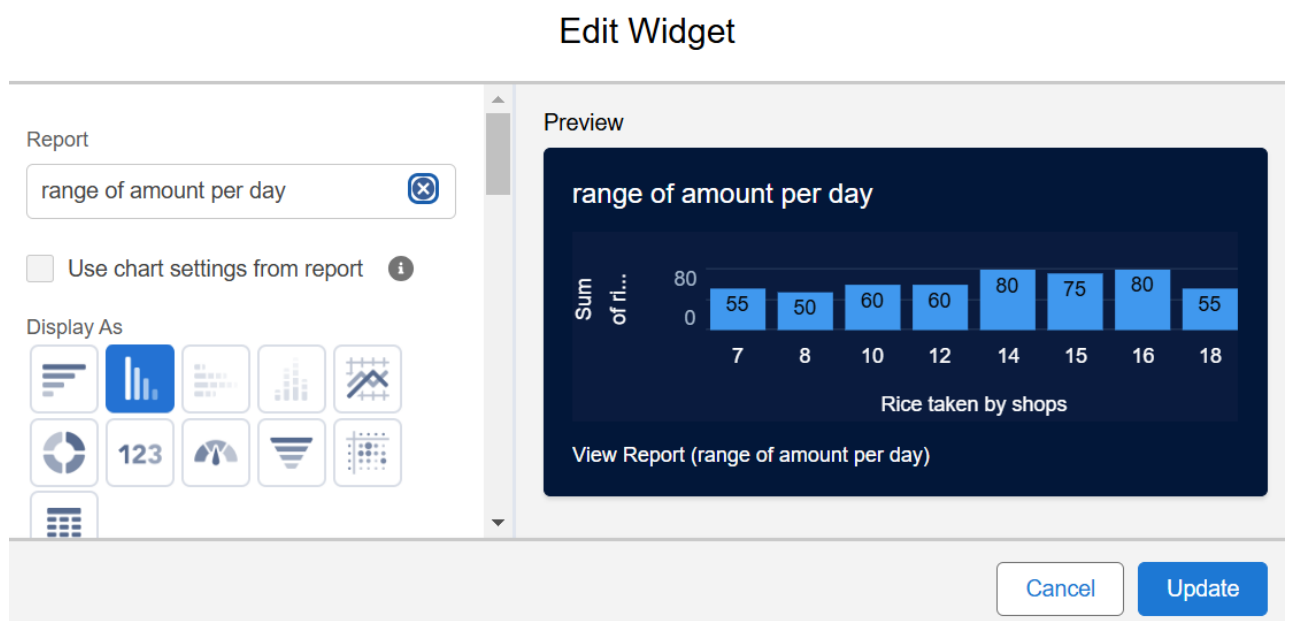 Edit Widget
Report
range of amount per day
Use chart settings from report
Display As
123
Preview
range of amount per day
Sum
of ri...
80
0
55
50
60
60
80
75
80
55
7
8
10
12
14
15
16
18
Rice taken by shops
View Report (range of amount per day)
Cancel
Update